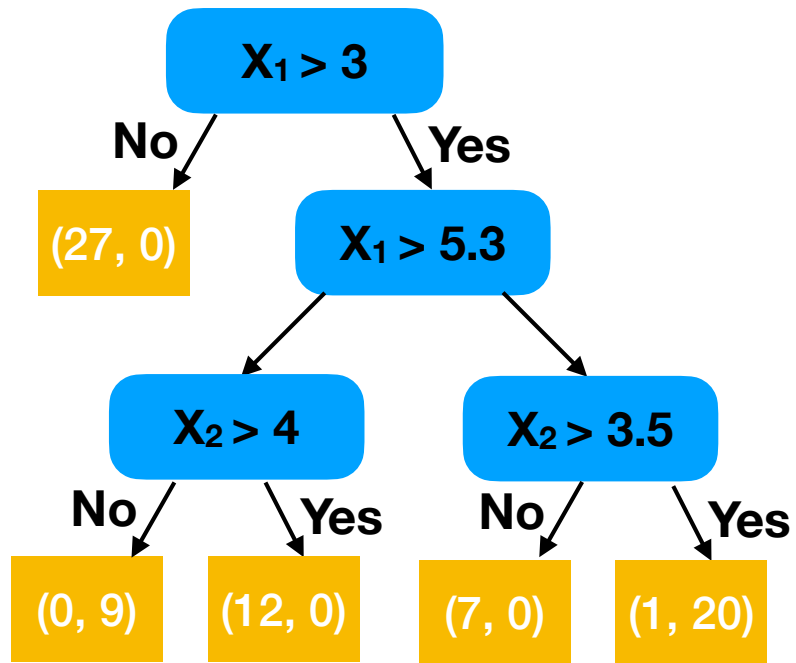 X₁ > 3
No
Yes
(27, 0)
X₁ > 5.3
X₂ > 4
X₂ > 3.5
No
Yes
No
Yes
(0, 9)
(12, 0)
(7, 0)
(1, 20)